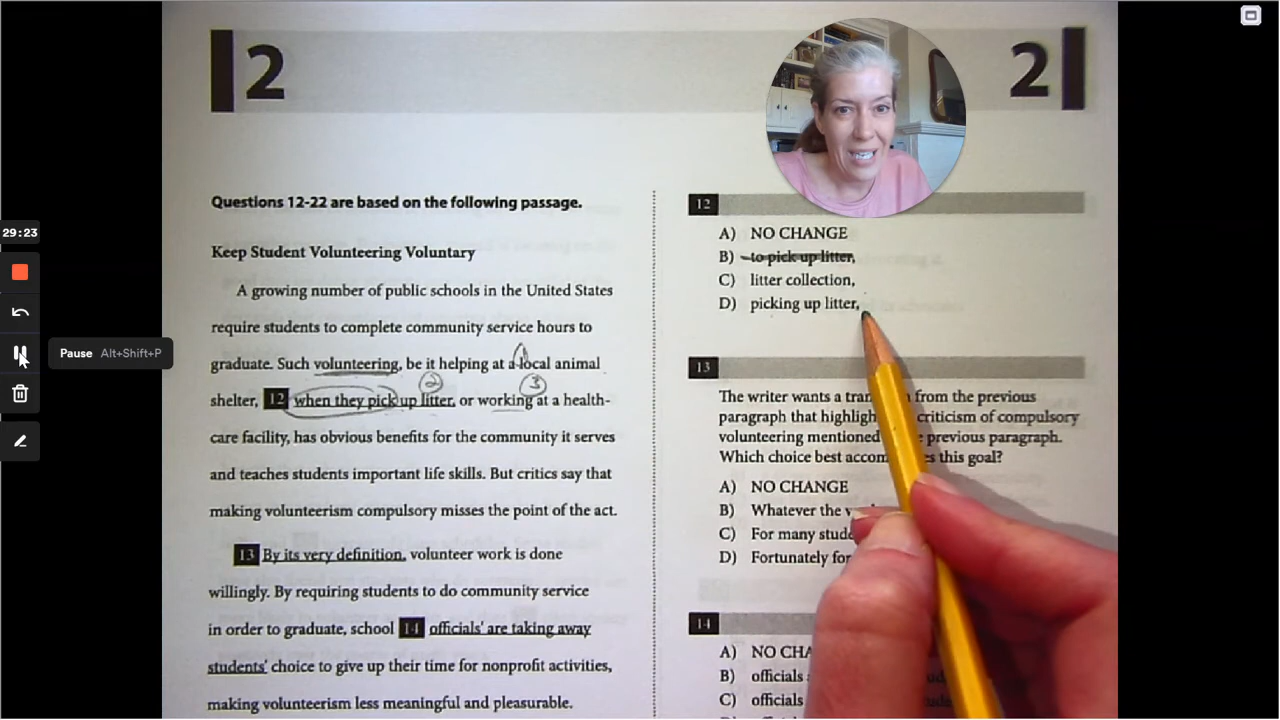 2
2
29:23
Pause Alt+Shift+P
Questions 12-22 are based on the following passage.
Keep Student Volunteering Voluntary
A growing number of public schools in the United States
require students to complete community service hours to
graduate. Such volunteering, be it helping at a local animal
shelter, 12 when they pick up litter, or working at a health-
care facility, has obvious benefits for the community it serves
and teaches students important life skills. But critics say that
making volunteerism compulsory misses the point of the act.
13 By its very definition, volunteer work is done
willingly. By requiring students to do community service
in order to graduate, school 14 officials' are taking away
students' choice to give up their time for nonprofit activities,
making volunteerism less meaningful and pleasurable.
1
2
3
12
A) NO CHANGE
B) to pick up litter,
C) litter collection,
D) picking up litter,
13
The writer wants a from the previous
paragraph that criticism of compulsory
volunteering mentioned previous paragraph.
Which choice best this goal?
A) NO CHANGE
B) Whatever the
C) For many
D) Fortunately for
14
A) NO
B) officials
C) officials